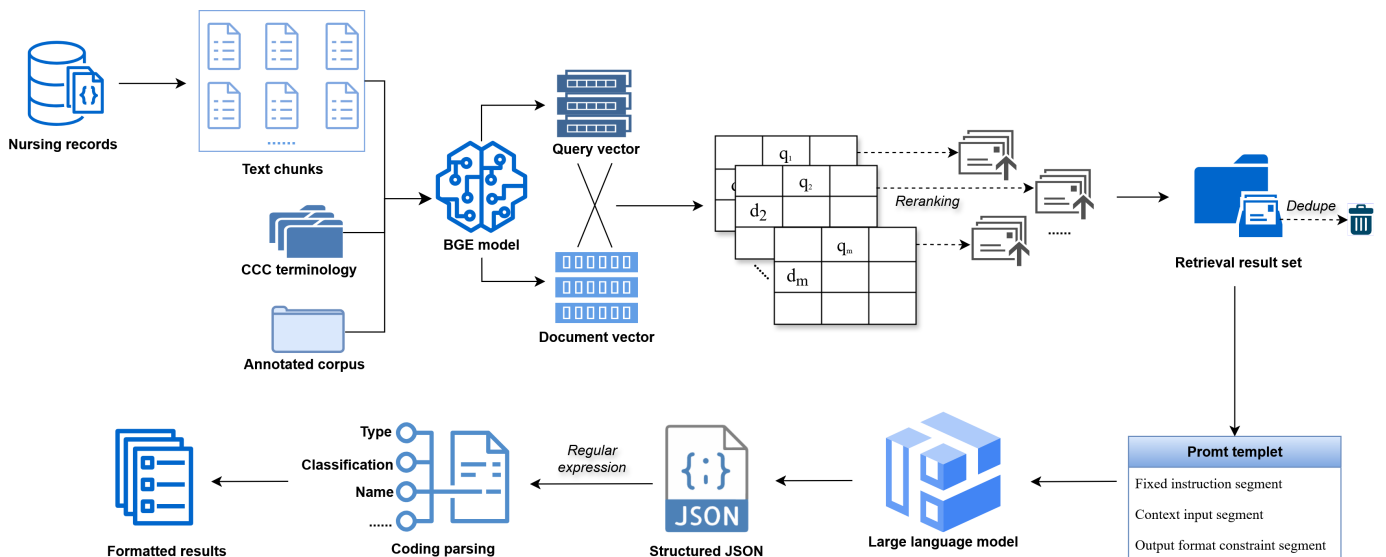 Nursing records
......
Text chunks
CCC terminology
Annotated corpus
BGE model
Query vector
Document vector
q1
q2
d2
......
qm
dm
Reranking
......
Dedupe
Retrieval result set
Promt templet
Fixed instruction segment
Context input segment
Output format constraint segment
Large language model
{;}
JSON
Structured JSON
Regular
expression
Type
Classification
Name
......
Coding parsing
Formatted results